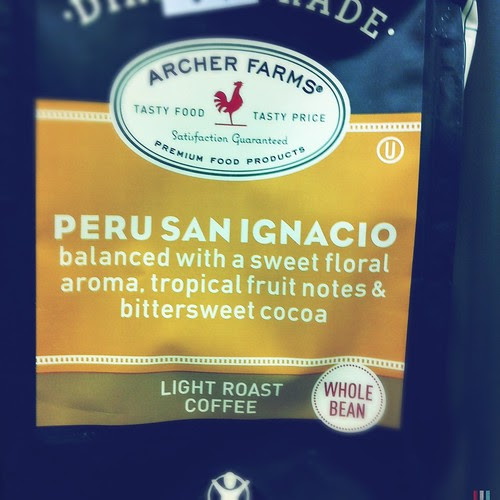 ARCHER FARMS®
TASTY FOOD TASTY PRICE
Satisfaction Guaranteed
PREMIUM FOOD PRODUCTS
U
PERU SAN IGNACIO
balanced with a sweet floral
aroma, tropical fruit notes &
bittersweet cocoa
LIGHT ROAST
COFFEE
WHOLE
BEAN